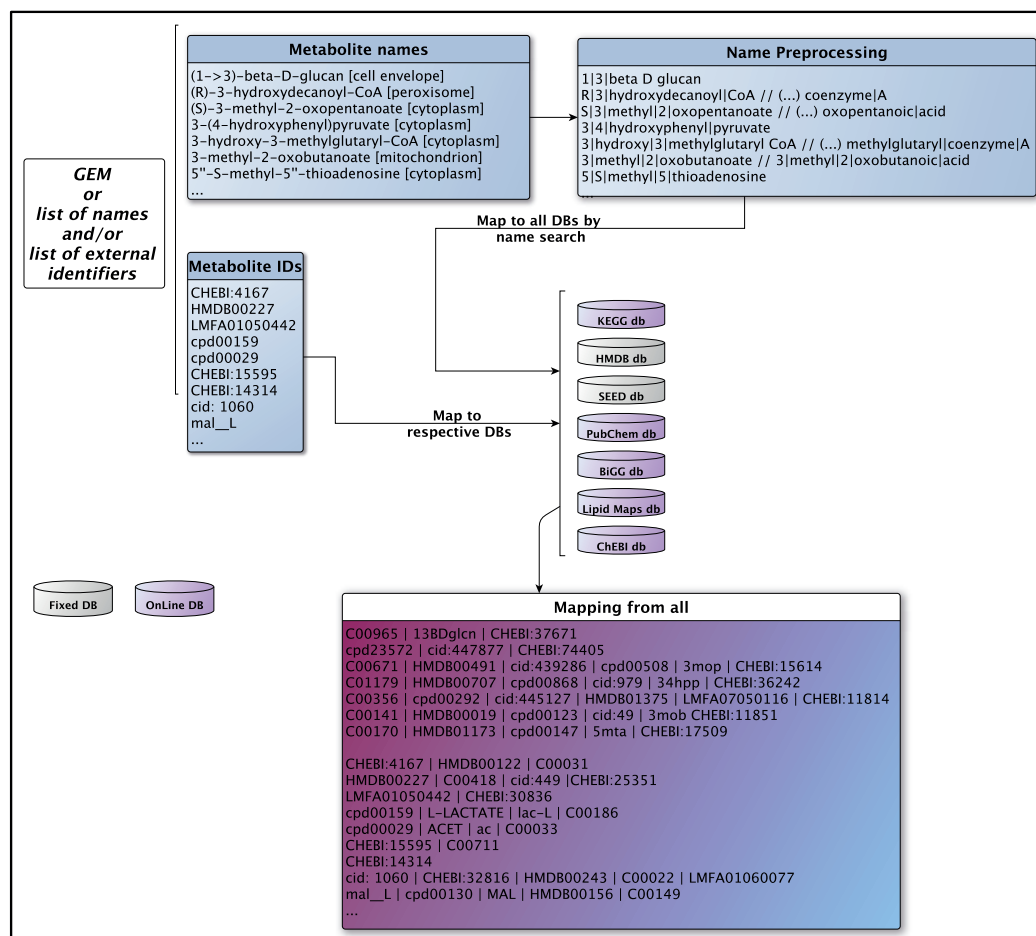 Metabolite names
(1->3)-beta-D-glucan [cell envelope]
(R)-3-hydroxydecanoyl-CoA [peroxisome]
(S)-3-methyl-2-oxopentanoate [cytoplasm]
3-(4-hydroxyphenyl)pyruvate [cytoplasm]
3-hydroxy-3-methylglutaryl-CoA [cytoplasm]
3-methyl-2-oxobutanoate [mitochondrion]
5"-S-methyl-5"-thioadenosine [cytoplasm]
...
Name Preprocessing
1|3|beta D glucan
R|3|hydroxydecanoyl|CoA // (...) coenzyme|A
S|3|methyl|2|oxopentanoate // (...) oxopentanoic|acid
3|4|hydroxyphenyl|pyruvate
3|hydroxy|3|methylglutaryl CoA // (...) methylglutaryl|coenzyme|A
3|methyl|2|oxobutanoate // 3|methyl|2|oxobutanoic|acid
5|S|methyl|5|thioadenosine
...
GEM
or
list of names
and/or
list of external
identifiers
Map to all DBs by
name search
Metabolite IDs
CHEBI:4167
HMDB00227
LMFA01050442
cpd00159
cpd00029
CHEBI:15595
CHEBI:14314
cid: 1060
mal__L
...
Map to
respective DBs
KEGG db
HMDB db
SEED db
PubChem db
BiGG db
Lipid Maps db
ChEBI db
Fixed DB
OnLine DB
Mapping from all
C00965 | 13BDglcn | CHEBI:37671
cpd23572 | cid:447877 | CHEBI:74405
C00671 | HMDB00491 | cid:439286 | cpd00508 | 3mop | CHEBI:15614
C01179 | HMDB00707 | cpd00868 | cid:979 | 34hpp | CHEBI:36242
C00356 | cpd00292 | cid:445127 | HMDB01375 | LMFA07050116 | CHEBI:11814
C00141 | HMDB00019 | cpd00123 | cid:49 | 3mob CHEBI:11851
C00170 | HMDB01173 | cpd00147 | 5mta | CHEBI:17509
CHEBI:4167 | HMDB00122 | C00031
HMDB00227 | C00418 | cid:449 |CHEBI:25351
LMFA01050442 | CHEBI:30836
cpd00159 | L-LACTATE | lac-L | C00186
cpd00029 | ACET | ac | C00033
CHEBI:15595 | C00711
CHEBI:14314
cid: 1060 | CHEBI:32816 | HMDB00243 | C00022 | LMFA01060077
mal__L | cpd00130 | MAL | HMDB00156 | C00149
...